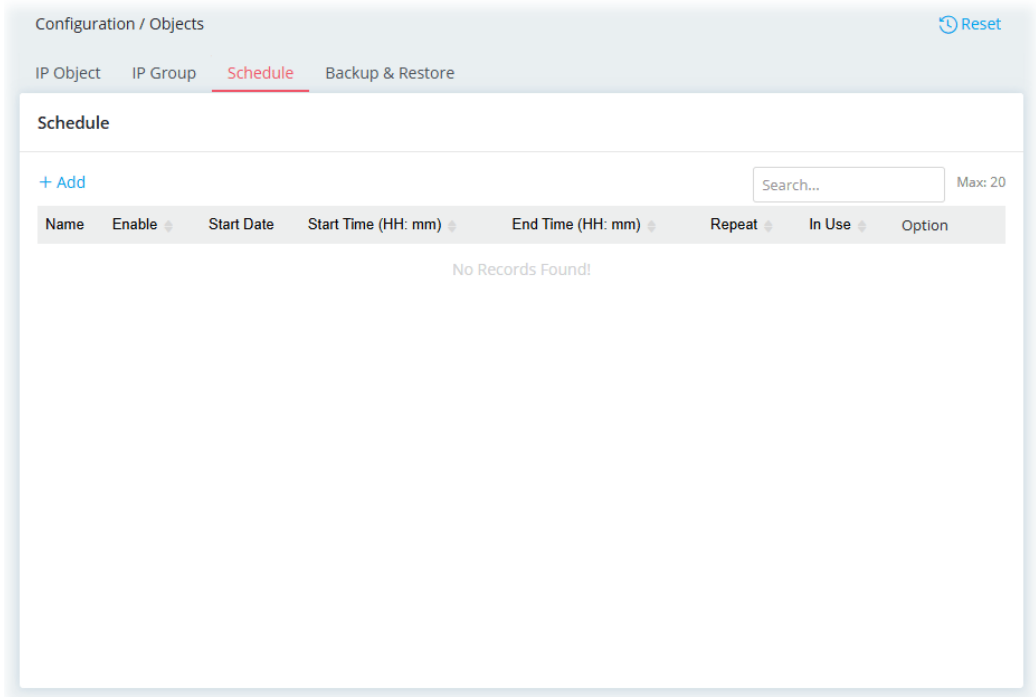 Configuration / Objects
Reset
IP Object IP Group Schedule Backup & Restore
Schedule
+ Add
Search...
Max: 20
Name Enable Start Date Start Time (HH: mm) End Time (HH: mm) Repeat In Use Option
No Records Found!